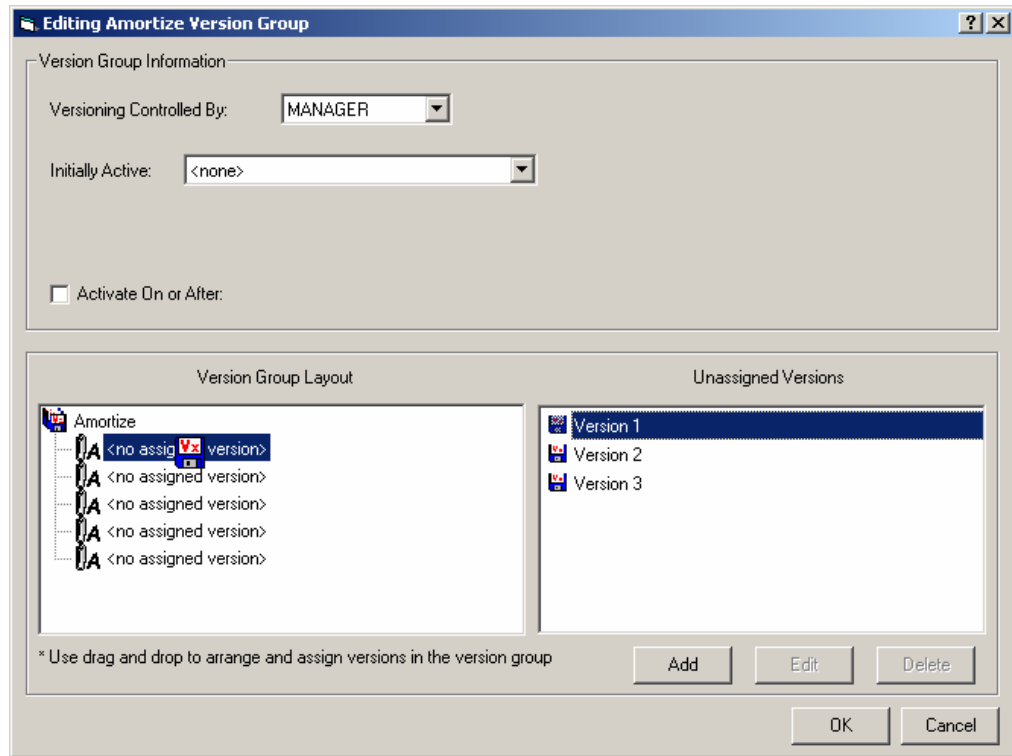 Editing Amortize Version Group
Version Group Information
Versioning Controlled By: MANAGER
Initially Active: <none>
Activate On or After:
Version Group Layout
Unassigned Versions
Amortize
<no assig Vx version>
<no assigned version>
<no assigned version>
<no assigned version>
<no assigned version>
Version 1
Version 2
Version 3
* Use drag and drop to arrange and assign versions in the version group
Add Edit Delete
OK Cancel